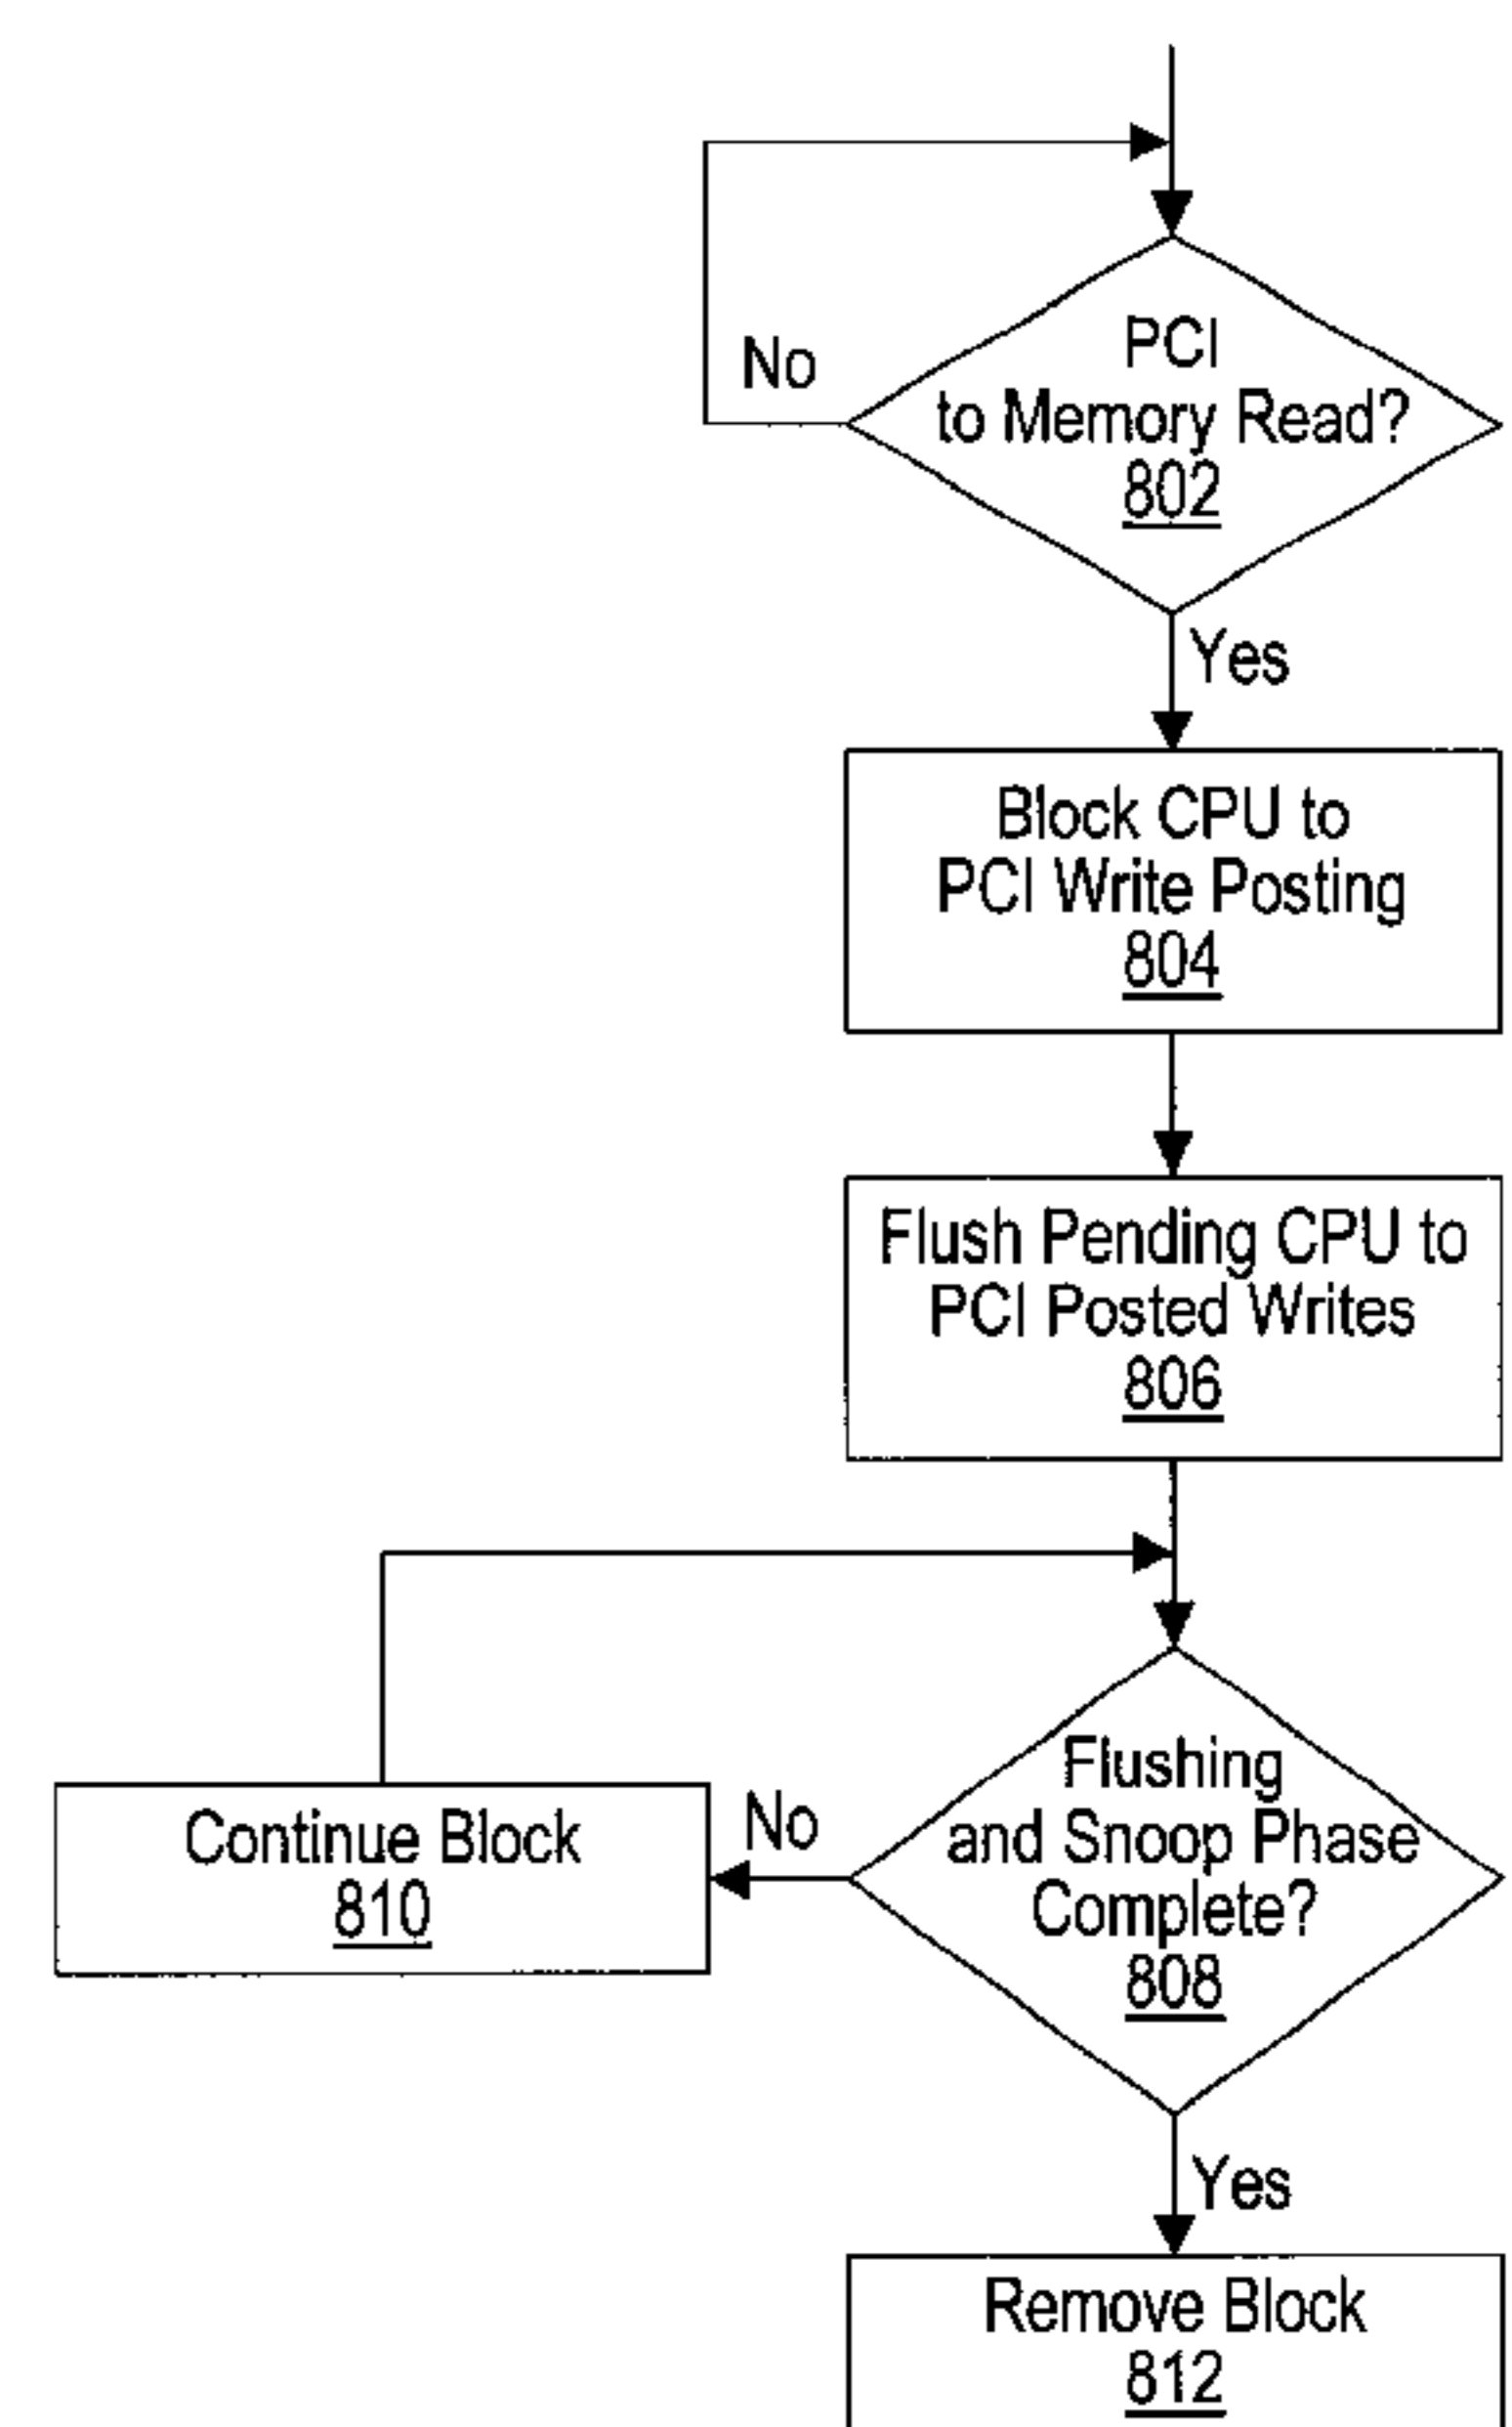 PCI
to Memory Read?
802
No
Yes
Block CPU to
PCI Write Posting
804
Flush Pending CPU to
PCI Posted Writes
806
Flushing
and Snoop Phase
Complete?
808
No
Continue Block
810
Yes
Remove Block
812